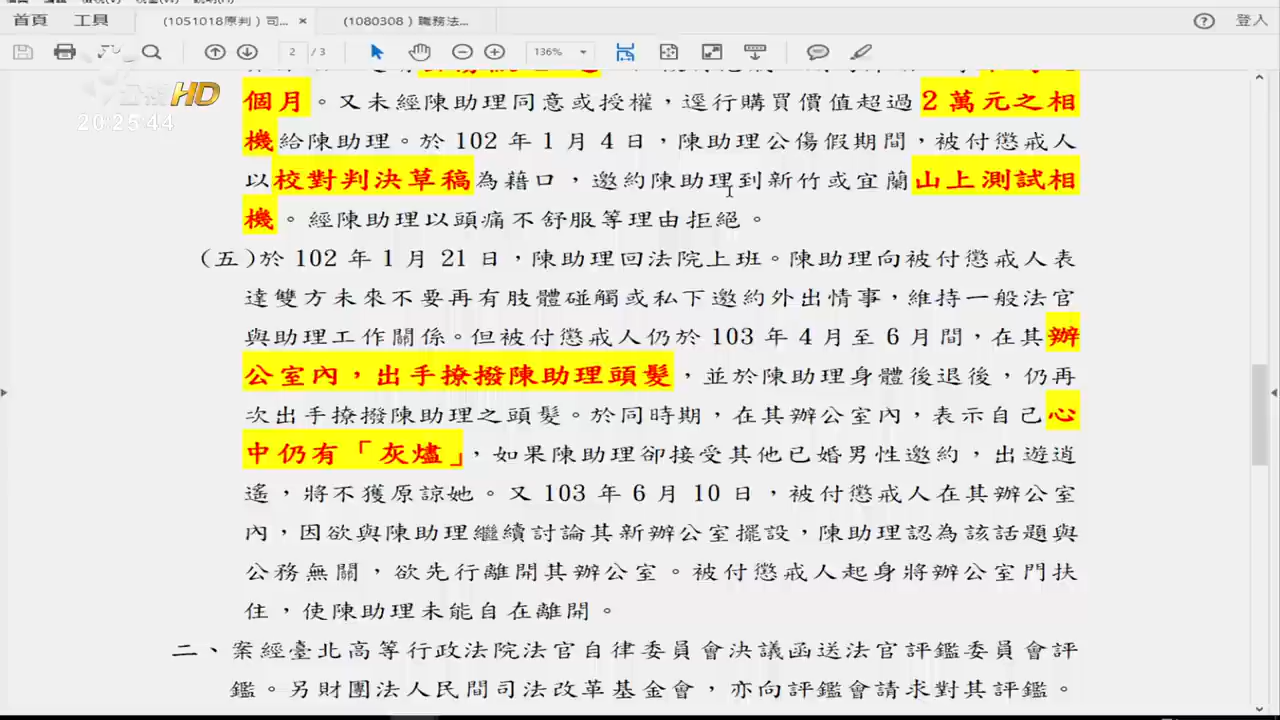 首頁 工具 (1051018原判) 司... × (1080308) 職務法... ? 登入
2 / 3 136%
公視HD
20:25:44
個月。又未經陳助理同意或授權，逕行購買價值超過2萬元之相
機給陳助理。於 102 年 1 月 4 日，陳助理公傷假期間，被付懲戒人
以校對判決草稿為藉口，邀約陳助理到新竹或宜蘭山上測試相
機。經陳助理以頭痛不舒服等理由拒絕。
(五)於 102 年 1 月 21 日，陳助理回法院上班。陳助理向被付懲戒人表
達雙方未來不要再有肢體碰觸或私下邀約外出情事，維持一般法官
與助理工作關係。但被付懲戒人仍於 103 年 4 月至 6 月間，在其辦
公室內，出手撩撥陳助理頭髮，並於陳助理身體後退後，仍再
次出手撩撥陳助理之頭髮。於同時期，在其辦公室內，表示自己心
中仍有「灰燼」，如果陳助理卻接受其他已婚男性邀約，出遊逍
遙，將不獲原諒她。又 103 年 6 月 10 日，被付懲戒人在其辦公室
內，因欲與陳助理繼續討論其新辦公室擺設，陳助理認為該話題與
公務無關，欲先行離開其辦公室。被付懲戒人起身將辦公室門扶
住，使陳助理未能自在離開。
二、案經臺北高等行政法院法官自律委員會決議函送法官評鑑委員會評
鑑。另財團法人民間司法改革基金會，亦向評鑑會請求對其評鑑。